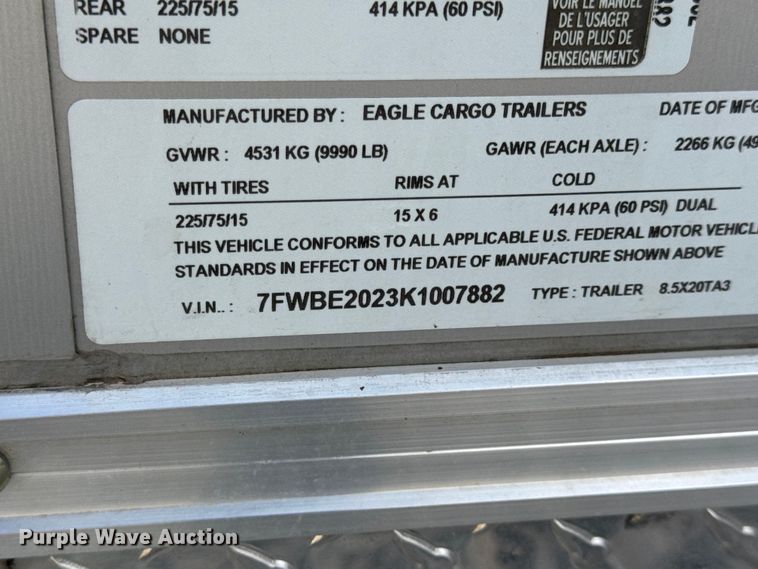 REAR 225/75/15 414 KPA (60 PSI)
SPARE NONE
VOIR LE MANUEL
DE L'USAGER
POUR PLUS DE
RENSEIGNEMENTS
MANUFACTURED BY : EAGLE CARGO TRAILERS DATE OF MFG
GVWR : 4531 KG (9990 LB) GAWR (EACH AXLE) : 2266 KG (49
WITH TIRES RIMS AT COLD
225/75/15 15 X 6 414 KPA (60 PSI) DUAL
THIS VEHICLE CONFORMS TO ALL APPLICABLE U.S. FEDERAL MOTOR VEHICL
STANDARDS IN EFFECT ON THE DATE OF MANUFACTURE SHOWN ABOVE
V.I.N.. : 7FWBE2023K1007882 TYPE : TRAILER 8.5X20TA3
Purple Wave Auction